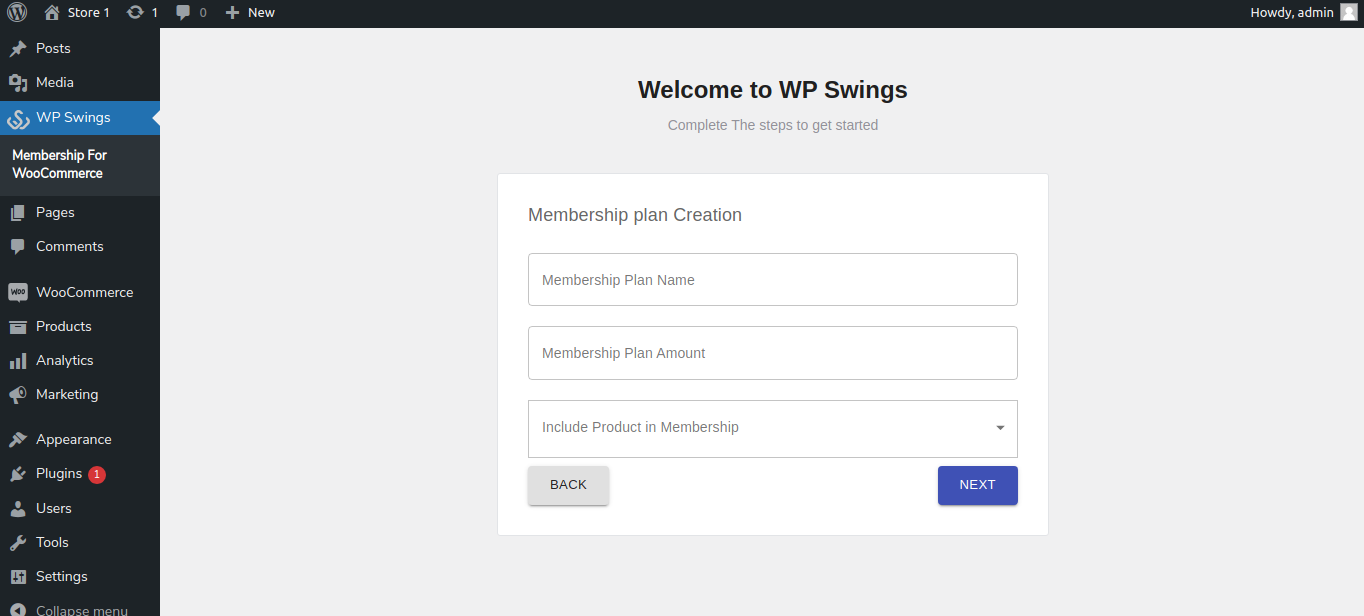 Store 1 1 0 New Howdy, admin
Posts
Media
WP Swings
Membership For
WooCommerce
Pages
Comments
WooCommerce
Products
Analytics
Marketing
Appearance
Plugins 1
Users
Tools
Settings
Collapse menu
Welcome to WP Swings
Complete The steps to get started
Membership plan Creation
Membership Plan Name
Membership Plan Amount
Include Product in Membership
BACK NEXT